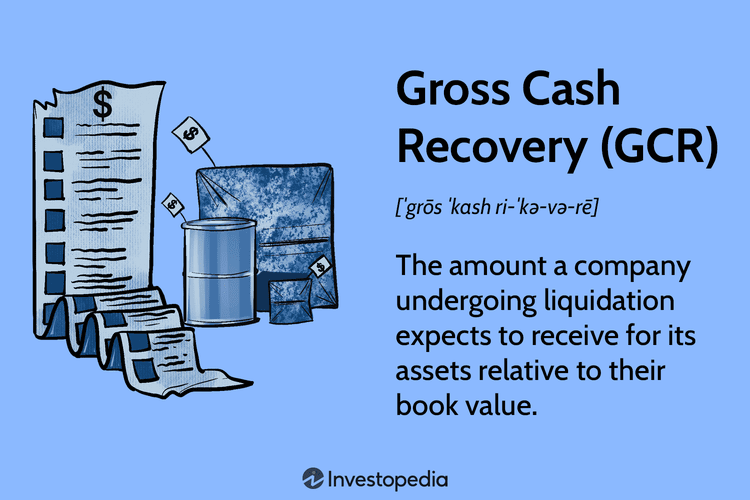 $
$
$
$
Gross Cash
Recovery (GCR)
[ˈgrōs ˈkash ri-ˈkə-və-rē]
The amount a company
undergoing liquidation
expects to receive for its
assets relative to their
book value.
Investopedia